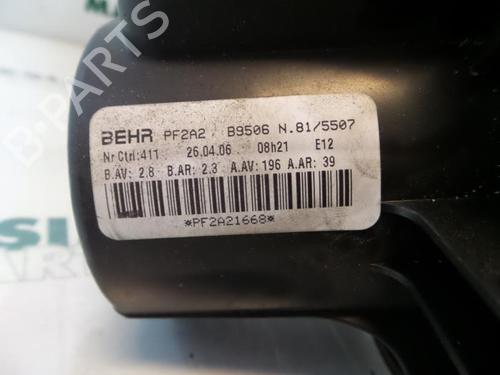 BEHR PF2A2 . B9506 N.81/5507
Nr Ctrl:411 26.04.06 08h21 E12
B.AV: 2.8 B.AR: 2.3 A.AV: 196 A.AR: 39
*PF2A21668*
B-PARTS